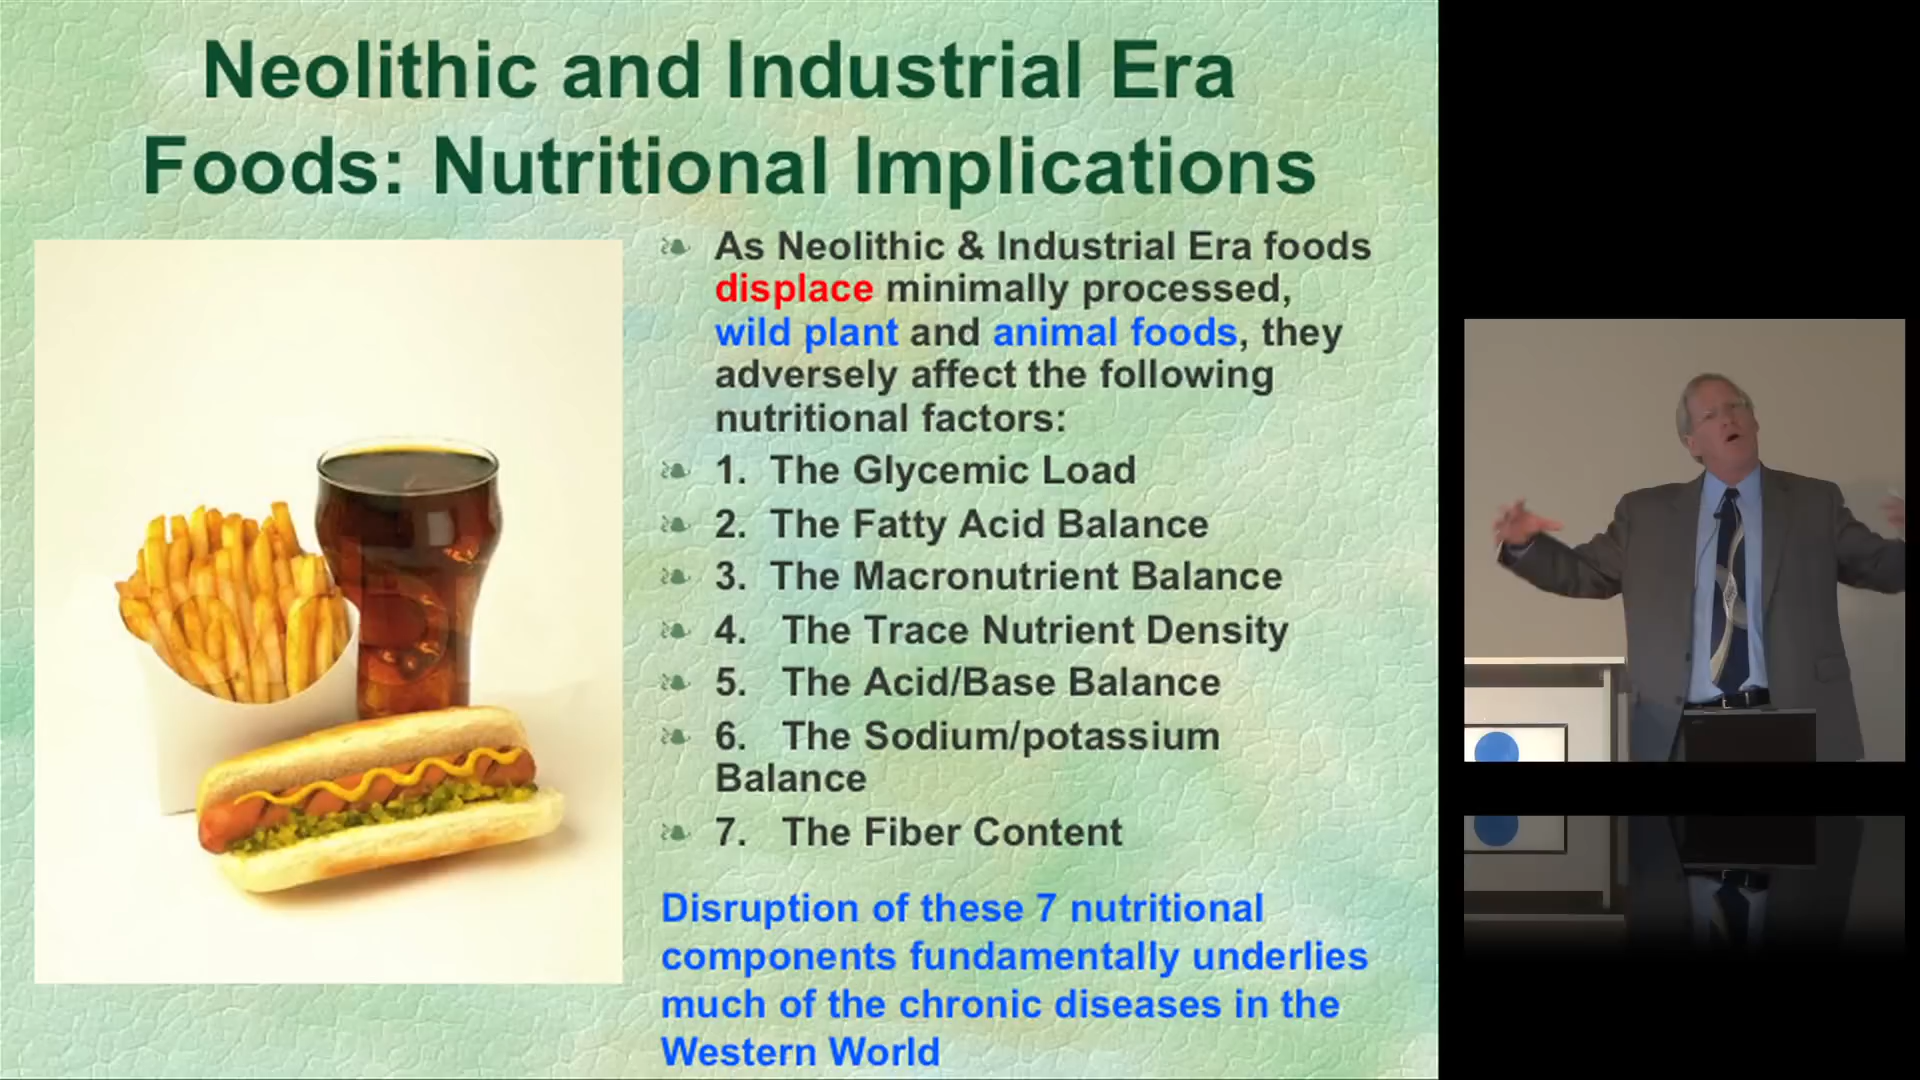 Neolithic and Industrial Era
Foods: Nutritional Implications
As Neolithic & Industrial Era foods
displace minimally processed,
wild plant and animal foods, they
adversely affect the following
nutritional factors:
1. The Glycemic Load
2. The Fatty Acid Balance
3. The Macronutrient Balance
4. The Trace Nutrient Density
5. The Acid/Base Balance
6. The Sodium/potassium
Balance
7. The Fiber Content
Disruption of these 7 nutritional
components fundamentally underlies
much of the chronic diseases in the
Western World